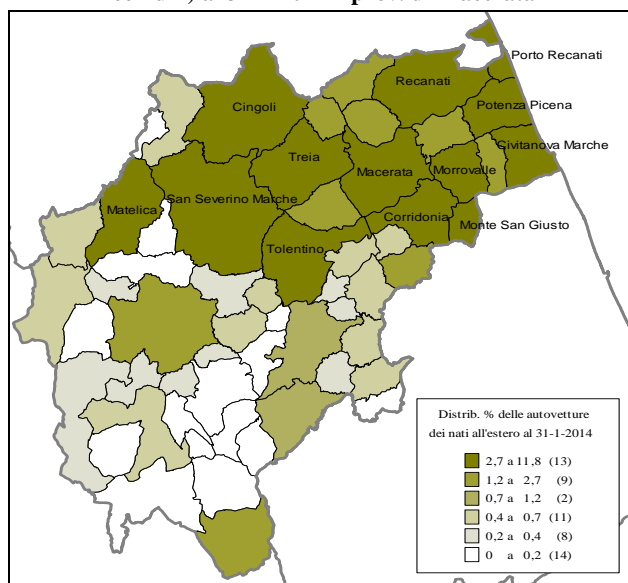 Porto Recanati
Recanati
Cingoli
Potenza Picena
Civitanova Marche
Treia
Macerata
Morrovalle
San Severino Marche
Matelica
Corridonia
Monte San Giusto
Tolentino
Distrib. % delle autovetture
dei nati all'estero al 31-1-2014
2,7 a 11,8 (13)
1,2 a 2,7 (9)
0,7 a 1,2 (2)
0,4 a 0,7 (11)
0,2 a 0,4 (8)
0 a 0,2 (14)